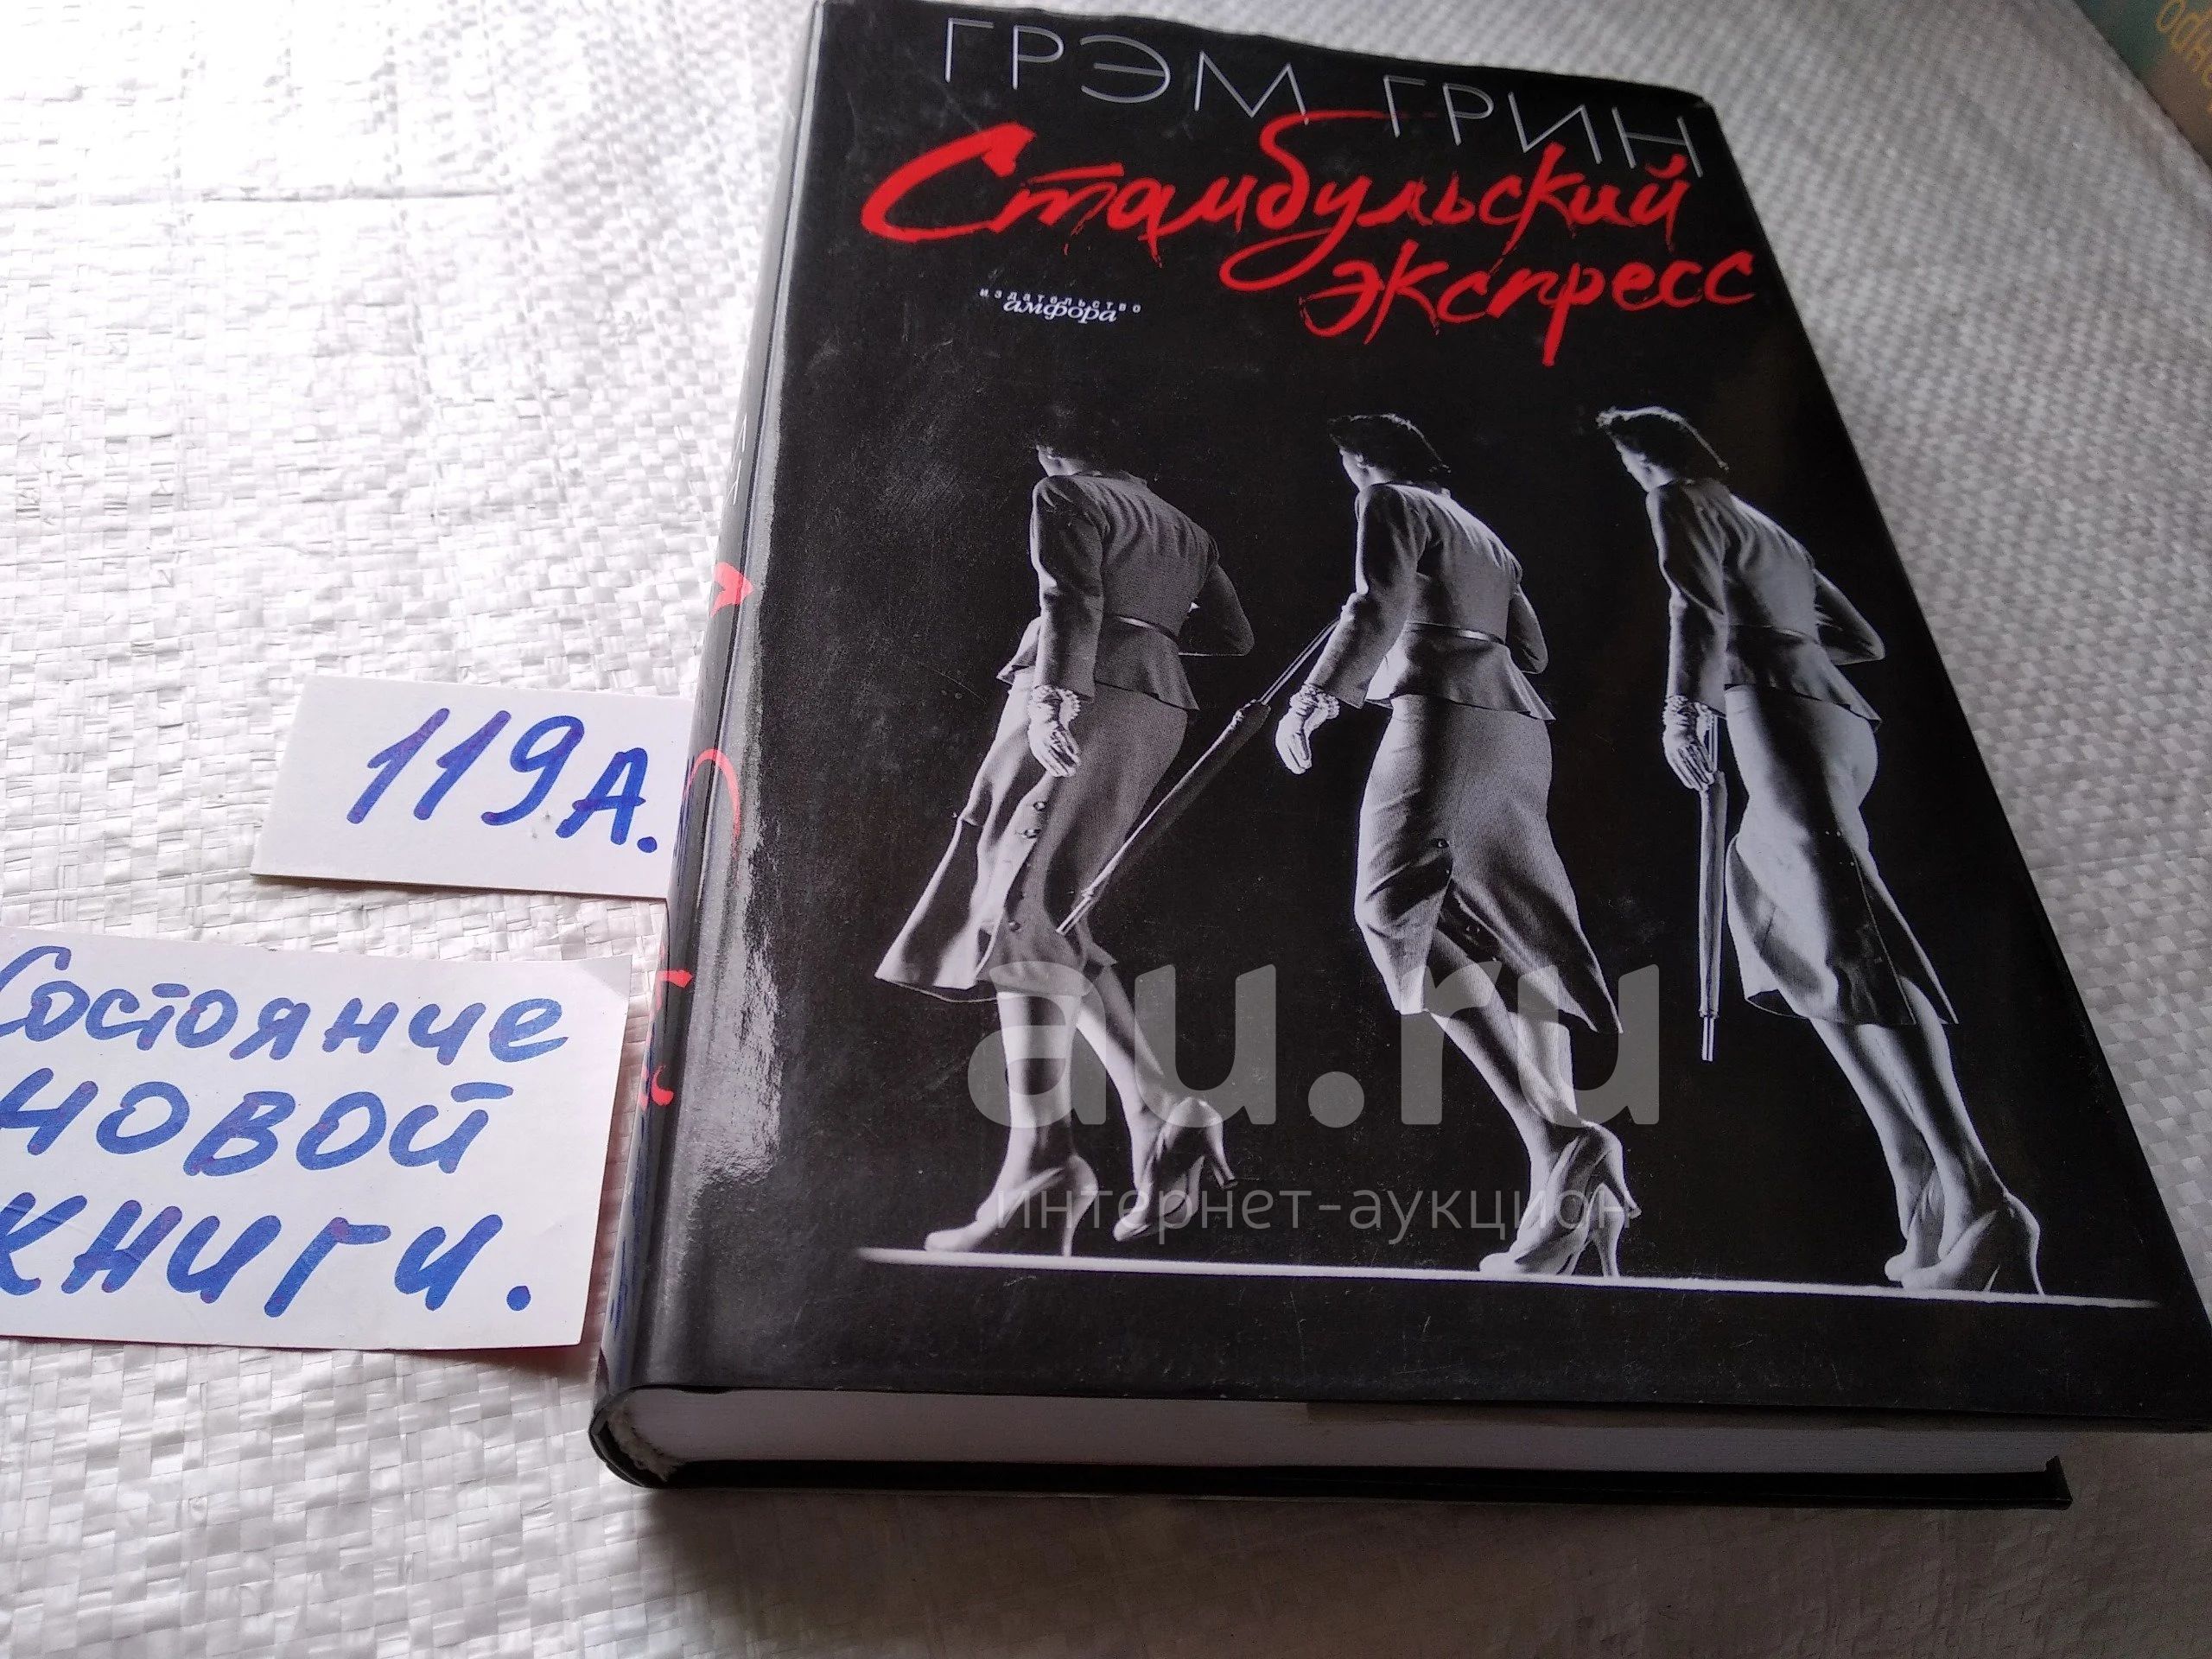 ГРЭМ ГРИН
Стамбульский
экспресс
издательство
амфора
119А.
Состояние
новой
книги.
au.ru
интернет-аукцион